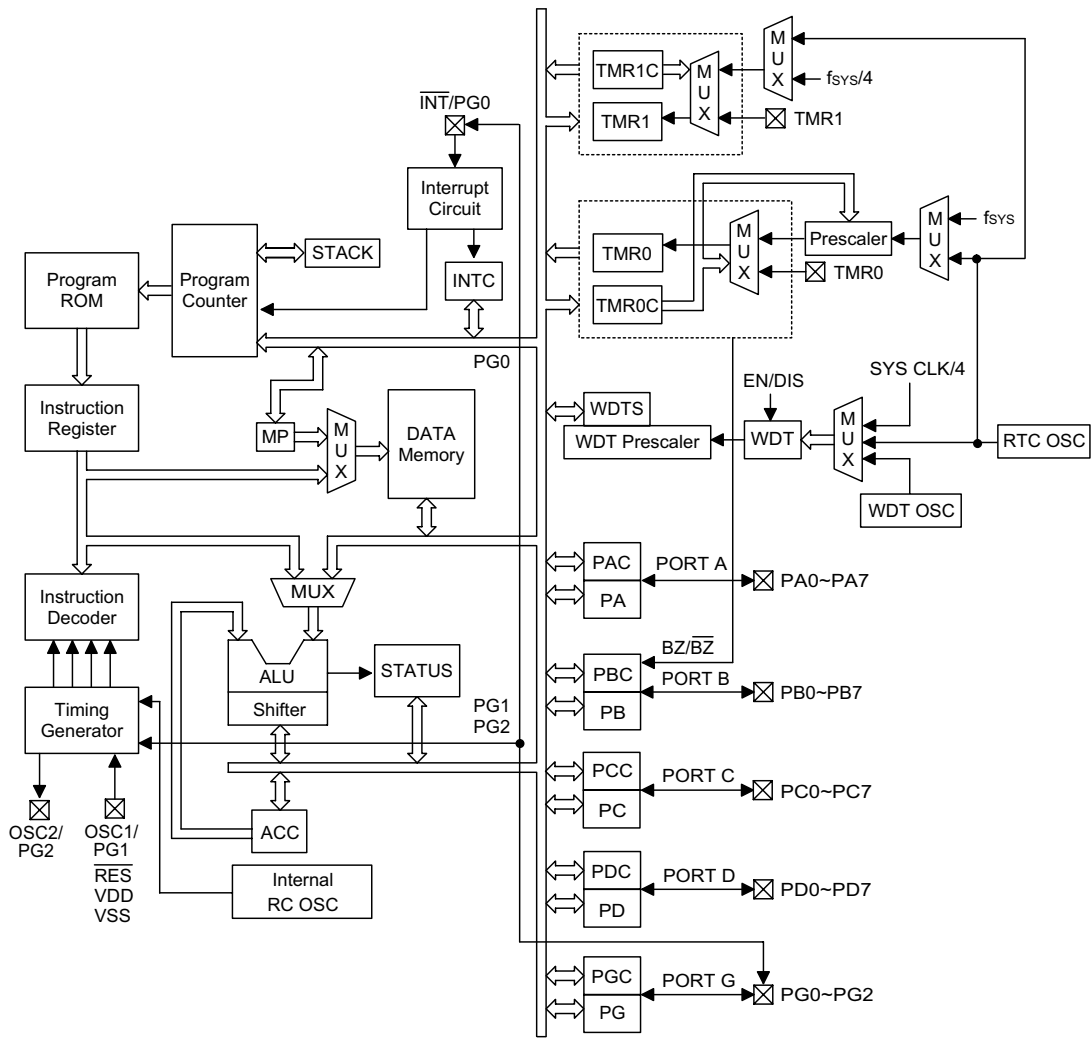 INT/PG0
Interrupt
Circuit
STACK
Program
ROM
Program
Counter
INTC
PG0
Instruction
Register
MP
M
U
X
DATA
Memory
MUX
Instruction
Decoder
ALU
Shifter
STATUS
Timing
Generator
PG1
PG2
OSC2/
PG2
OSC1/
PG1
RES
VDD
VSS
ACC
Internal
RC OSC
TMR1C
TMR1
M
U
X
M
U
X
fSYS/4
TMR1
TMR0
TMR0C
M
U
X
Prescaler
M
U
X
fSYS
TMR0
SYS CLK/4
EN/DIS
WDTS
WDT Prescaler
WDT
M
U
X
RTC OSC
WDT OSC
PAC
PA
PORT A
PA0~PA7
BZ/BZ
PBC
PB
PORT B
PB0~PB7
PCC
PC
PORT C
PC0~PC7
PDC
PD
PORT D
PD0~PD7
PGC
PG
PORT G
PG0~PG2